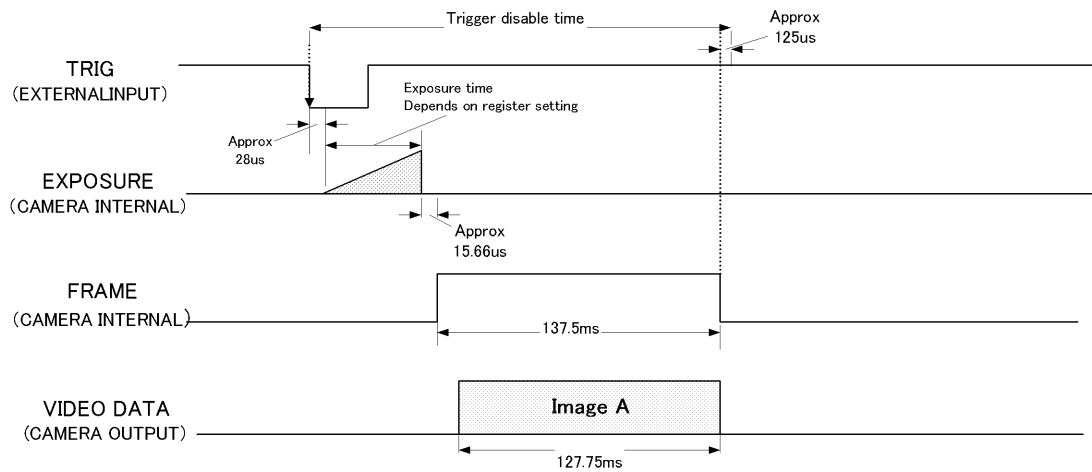 Trigger disable time
Approx
125us
TRIG
(EXTERNALINPUT)
Exposure time
Depends on register setting
Approx
28us
EXPOSURE
(CAMERA INTERNAL)
Approx
15.66us
FRAME
(CAMERA INTERNAL)
137.5ms
VIDEO DATA
(CAMERA OUTPUT)
Image A
127.75ms